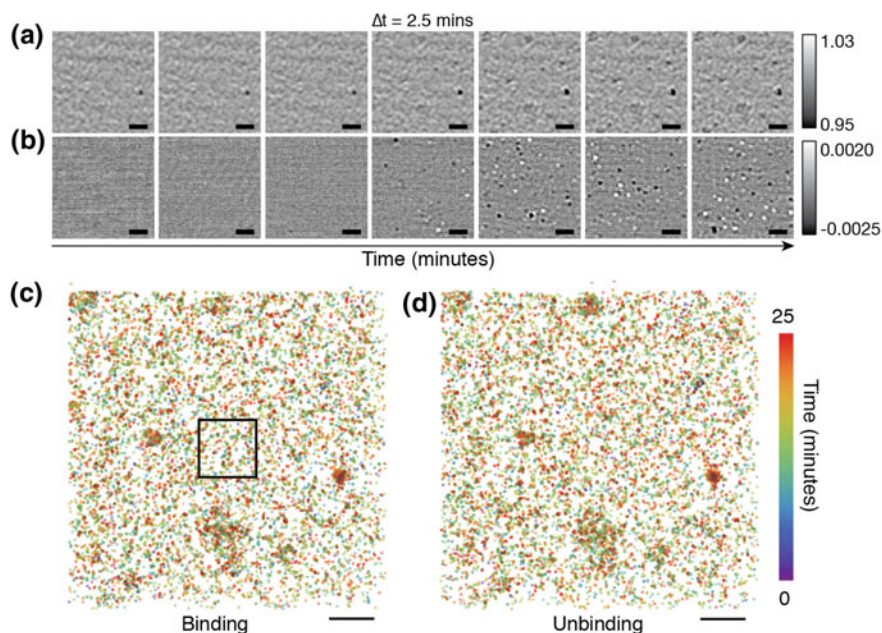 Δt = 2.5 mins
(a)
1.03
0.95
(b)
0.0020
-0.0025
Time (minutes)
(c)
(d)
25
Time (minutes)
0
Binding
Unbinding